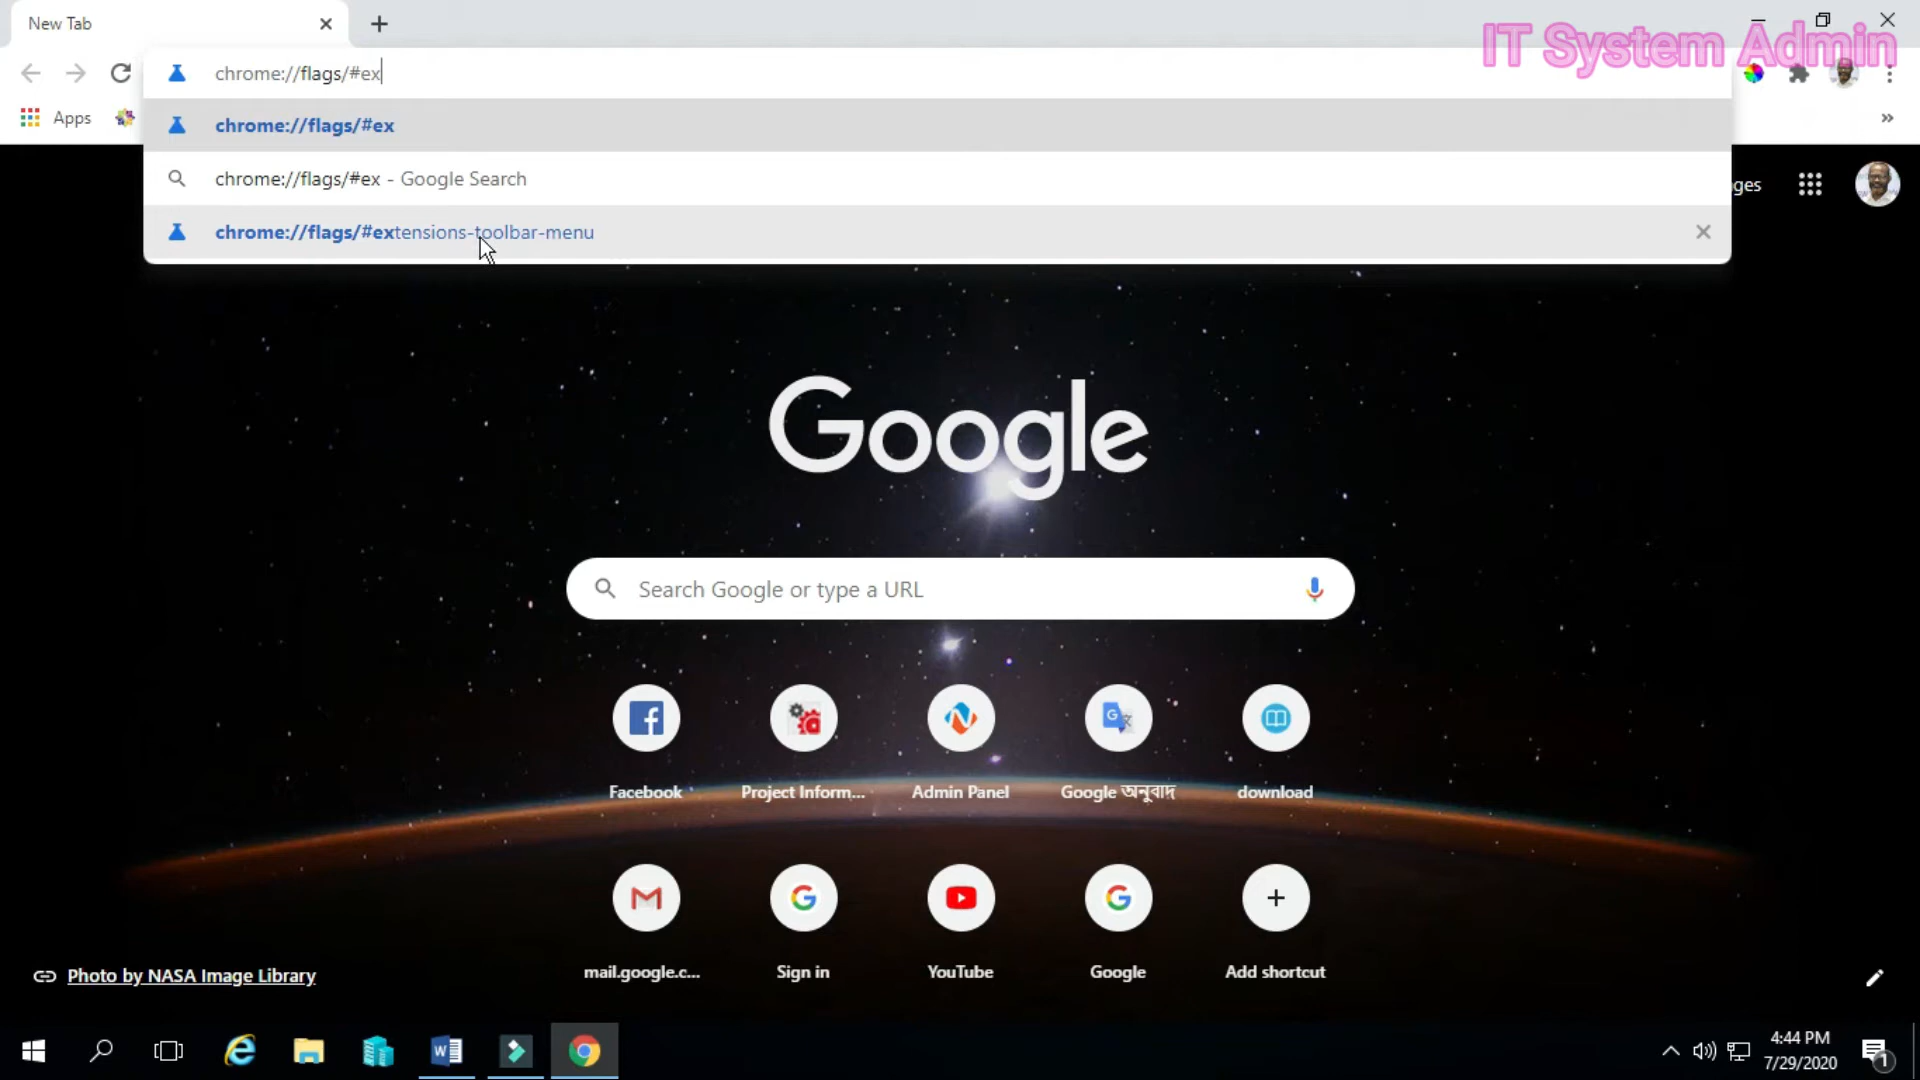 New Tab
IT System Admin
chrome://flags/#ex
Apps
chrome://flags/#ex
chrome://flags/#ex - Google Search
chrome://flags/#extensions-toolbar-menu
ges
Google
Search Google or type a URL
Facebook
Project Inform...
Admin Panel
Google অনুবাদ
download
mail.google.c...
Sign in
YouTube
Google
Add shortcut
Photo by NASA Image Library
4:44 PM
7/29/2020
1